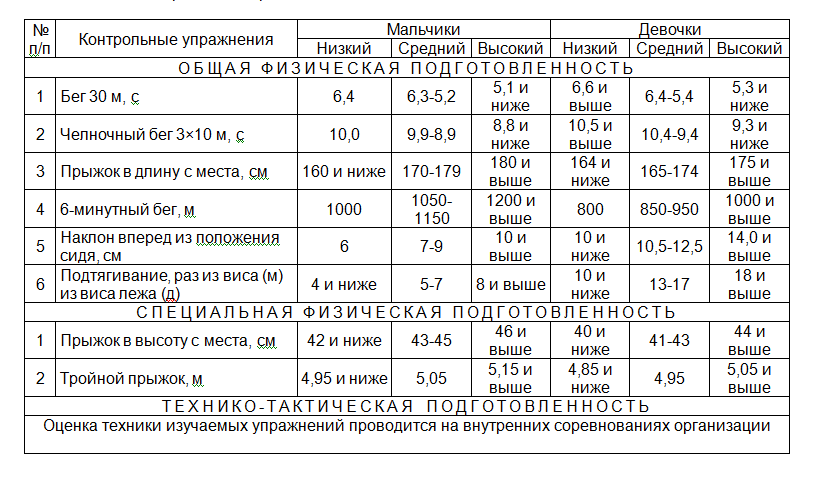 № п/п Контрольные упражнения Мальчики Девочки
Низкий Средний Высокий Низкий Средний Высокий
ОБЩАЯ ФИЗИЧЕСКАЯ ПОДГОТОВЛЕННОСТЬ
1 Бег 30 м, с 6,4 6,3-5,2 5,1 и ниже 6,6 и выше 6,4-5,4 5,3 и ниже
2 Челночный бег 3×10 м, с 10,0 9,9-8,9 8,8 и ниже 10,5 и выше 10,4-9,4 9,3 и ниже
3 Прыжок в длину с места, см 160 и ниже 170-179 180 и выше 164 и ниже 165-174 175 и выше
4 6-минутный бег, м 1000 1050-1150 1200 и выше 800 850-950 1000 и выше
5 Наклон вперед из положения сидя, см 6 7-9 10 и выше 10 и ниже 10,5-12,5 14,0 и выше
6 Подтягивание, раз из виса (м) из виса лежа (д) 4 и ниже 5-7 8 и выше 10 и ниже 13-17 18 и выше
СПЕЦИАЛЬНАЯ ФИЗИЧЕСКАЯ ПОДГОТОВЛЕННОСТЬ
1 Прыжок в высоту с места, см 42 и ниже 43-45 46 и выше 40 и ниже 41-43 44 и выше
2 Тройной прыжок, м 4,95 и ниже 5,05 5,15 и выше 4,85 и ниже 4,95 5,05 и выше
ТЕХНИКО-ТАКТИЧЕСКАЯ ПОДГОТОВЛЕННОСТЬ
Оценка техники изучаемых упражнений проводится на внутренних соревнованиях организации